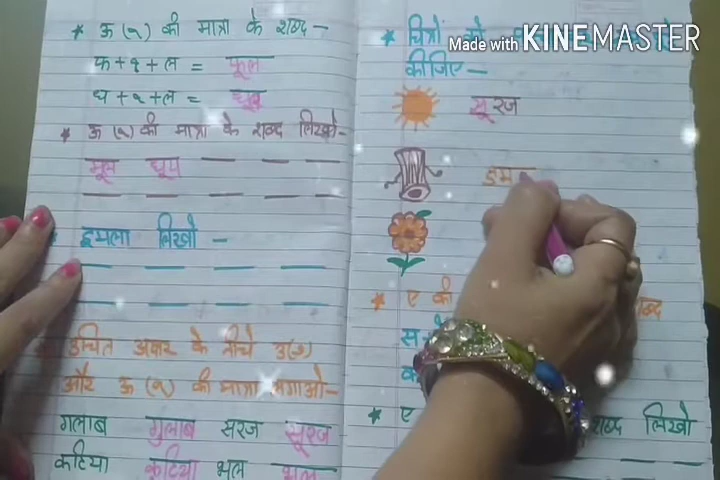 * ऊ (ू) की मात्रा के शब्द -
फ + ू + ल = फूल
ध + ू + ल = धूल
* ऊ (ू) की मात्रा के शब्द लिखो -
मूल धूप
इमला लिखो -
उचित अक्षर के नीचे उ (ु)
और ऊ (ू) की मात्रा लगाओ -
गलाब गुलाब सरज सूरज
कटिया कुटिया भल भूल
Made with KINEMASTER
* चित्रों को
कीजिए -
सूरज
डम
* ए की शब्द
* ए शब्द लिखो